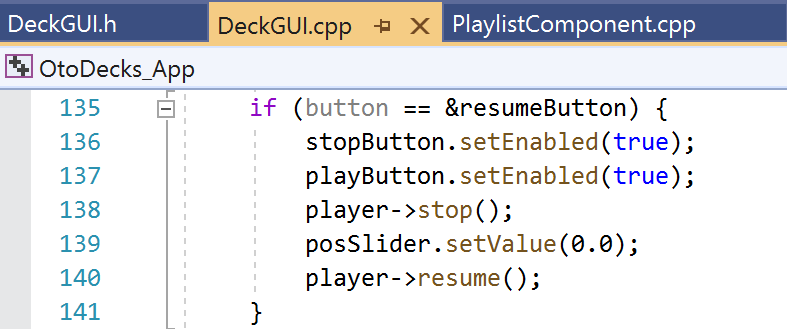 DeckGUI.h DeckGUI.cpp PlaylistComponent.cpp
OtoDecks_App
135 if (button == &resumeButton) {
136 stopButton.setEnabled(true);
137 playButton.setEnabled(true);
138 player->stop();
139 posSlider.setValue(0.0);
140 player->resume();
141 }